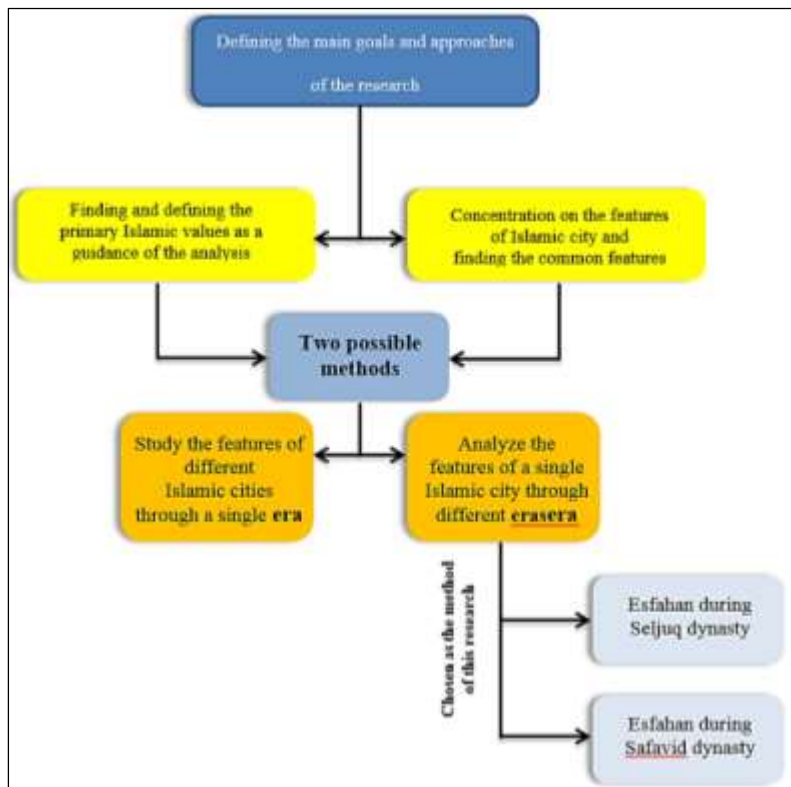 Defining the main goals and approaches
of the research
Finding and defining the
primary Islamic values as a
guidance of the analysis
Concentration on the features
of Islamic city and
finding the common features
Two possible
methods
Study the features of
different
Islamic cities
through a single era
Analyze the
features of a single
Islamic city through
different erasera
Chosen as the method
of this research
Esfahan during
Seljuq dynasty
Esfahan during
Safavid dynasty